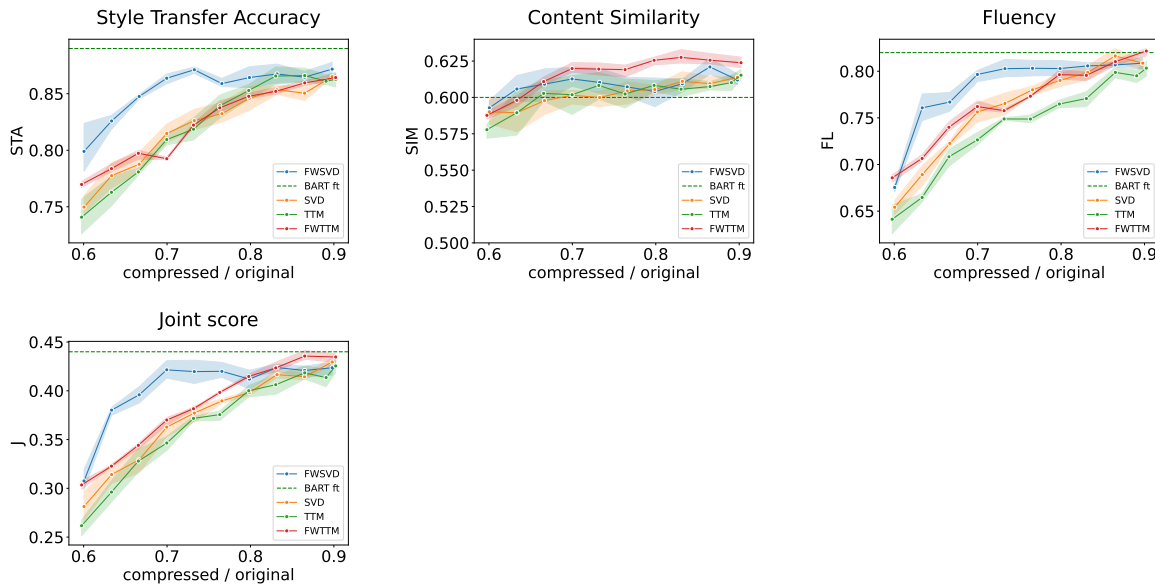 Style Transfer Accuracy
STA
0.85
0.80
0.75
0.6 0.7 0.8 0.9
compressed / original
FWSVD
BART ft
SVD
TTM
FWTTM
Content Similarity
SIM
0.625
0.600
0.575
0.550
0.525
0.500
0.6 0.7 0.8 0.9
compressed / original
FWSVD
BART ft
SVD
TTM
FWTTM
Fluency
FL
0.80
0.75
0.70
0.65
0.6 0.7 0.8 0.9
compressed / original
FWSVD
BART ft
SVD
TTM
FWTTM
Joint score
J
0.45
0.40
0.35
0.30
0.25
0.6 0.7 0.8 0.9
compressed / original
FWSVD
BART ft
SVD
TTM
FWTTM